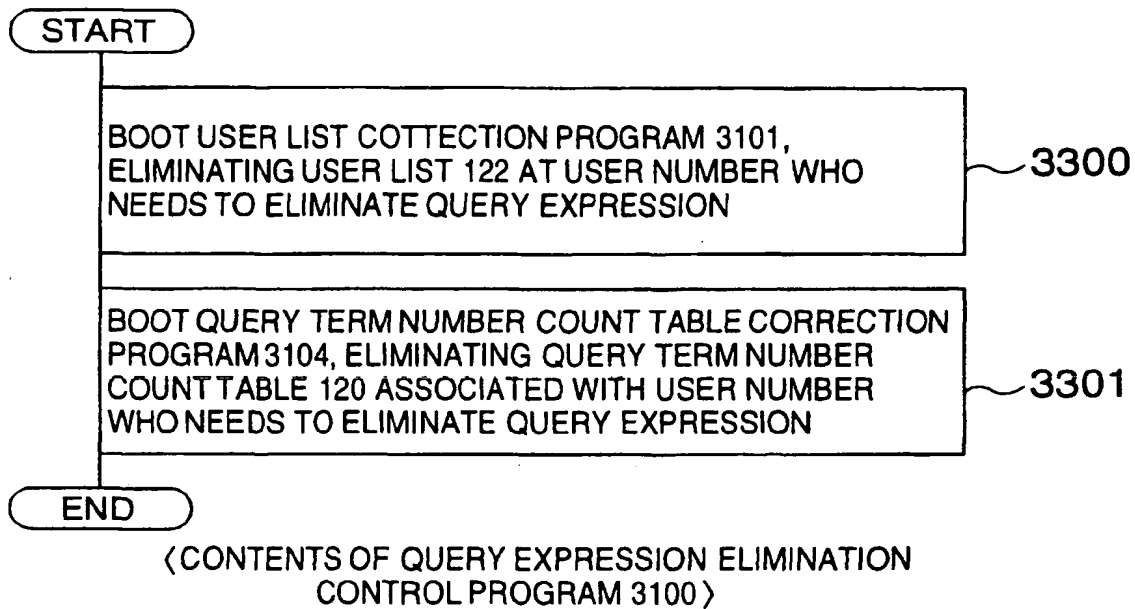 START
BOOT USER LIST COTTECTION PROGRAM 3101,
ELIMINATING USER LIST 122 AT USER NUMBER WHO
NEEDS TO ELIMINATE QUERY EXPRESSION
3300
BOOT QUERY TERM NUMBER COUNT TABLE CORRECTION
PROGRAM 3104, ELIMINATING QUERY TERM NUMBER
COUNT TABLE 120 ASSOCIATED WITH USER NUMBER
WHO NEEDS TO ELIMINATE QUERY EXPRESSION
3301
END
〈CONTENTS OF QUERY EXPRESSION ELIMINATION
CONTROL PROGRAM 3100〉